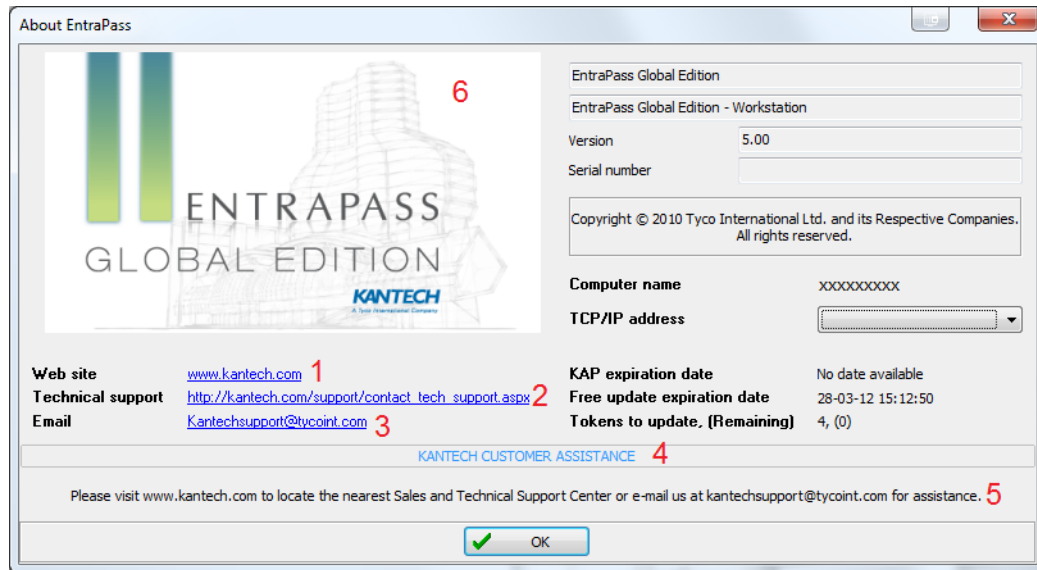 About EntraPass
6
ENTRAPASS
GLOBAL EDITION
KANTECH
A Tyco International Company
EntraPass Global Edition
EntraPass Global Edition - Workstation
Version 5.00
Serial number
Copyright © 2010 Tyco International Ltd. and its Respective Companies.
All rights reserved.
Computer name XXXXXXXXX
TCP/IP address
Web site www.kantech.com 1
Technical support http://kantech.com/support/contact_tech_support.aspx 2
Email Kantechsupport@tycoint.com 3
KAP expiration date No date available
Free update expiration date 28-03-12 15:12:50
Tokens to update, (Remaining) 4, (0)
KANTECH CUSTOMER ASSISTANCE 4
Please visit www.kantech.com to locate the nearest Sales and Technical Support Center or e-mail us at kantechsupport@tycoint.com for assistance. 5
OK